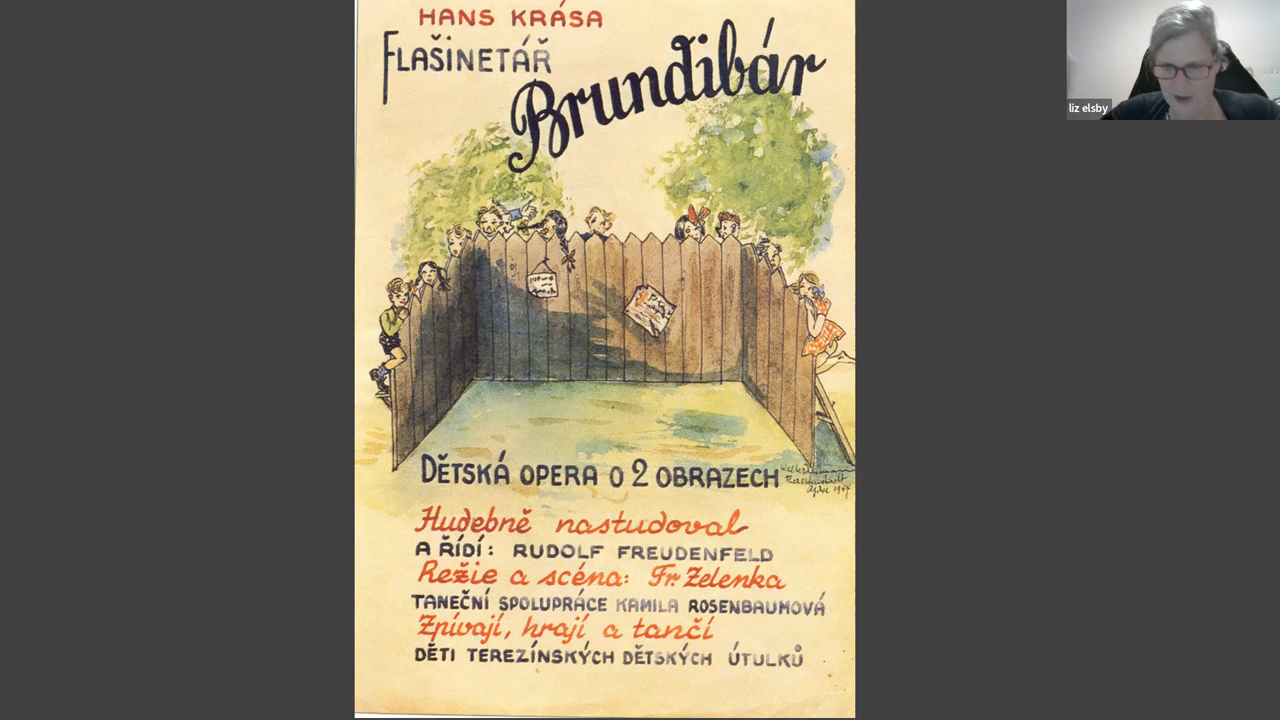 HANS KRÁSA
FLAŠINETÁŘ
Brundibár
DĚTSKÁ OPERA O 2 OBRAZECH
Theresienstadt
Hudebně nastudoval
A ŘÍDÍ: RUDOLF FREUDENFELD
Režie a scéna: Fr. Zelenka
TANEČNÍ SPOLUPRÁCE KAMILA ROSENBAUMOVÁ
Zpívají, hrají a tančí
DĚTI TEREZÍNSKÝCH DĚTSKÝCH ÚTULKŮ
liz elsby